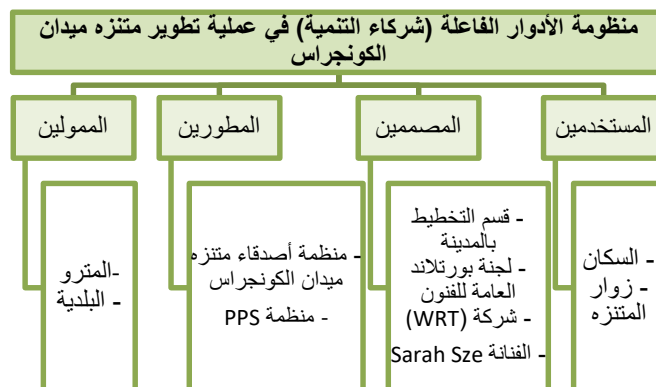 منظومة الأدوار الفاعلة (شركاء التنمية) في عملية تطوير متنزه ميدان
الكونجراس
المستخدمين
- السكان
- زوار
المتنزه
المصممين
- قسم التخطيط
بالمدينة
- لجنة بورتلاند
العامة للفنون
- شركة (WRT)
- الفنانة Sarah Sze
المطورين
- منظمة أصدقاء متنزه
ميدان الكونجراس
- منظمة PPS
الممولين
-المترو
- البلدية